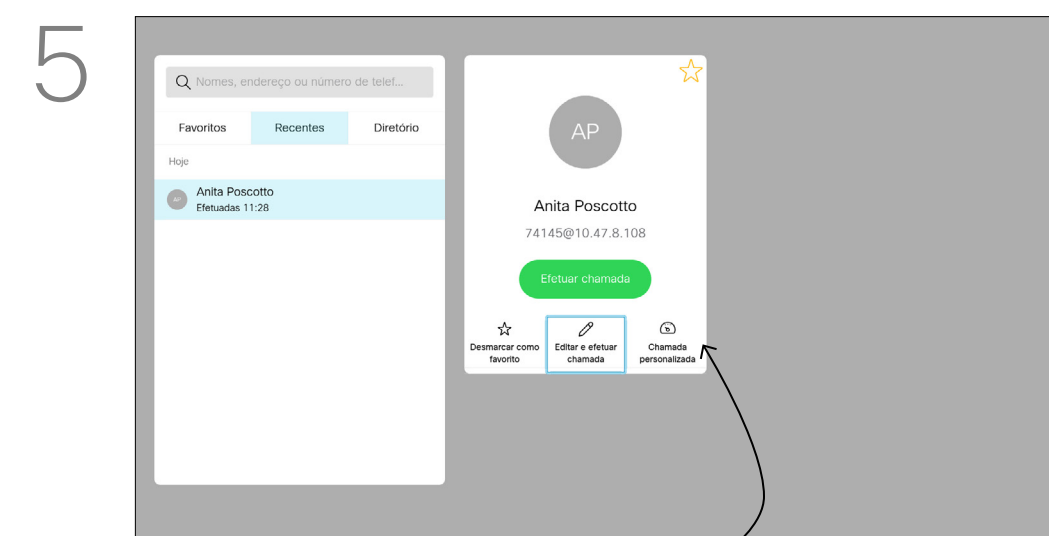 5
Nomes, endereço ou número de telef...
Favoritos Recentes Diretório
Hoje
AP Anita Poscotto
Efetuadas 11:28
AP
Anita Poscotto
74145@10.47.8.108
Efetuar chamada
Desmarcar como favorito
Editar e efetuar chamada
Chamada personalizada